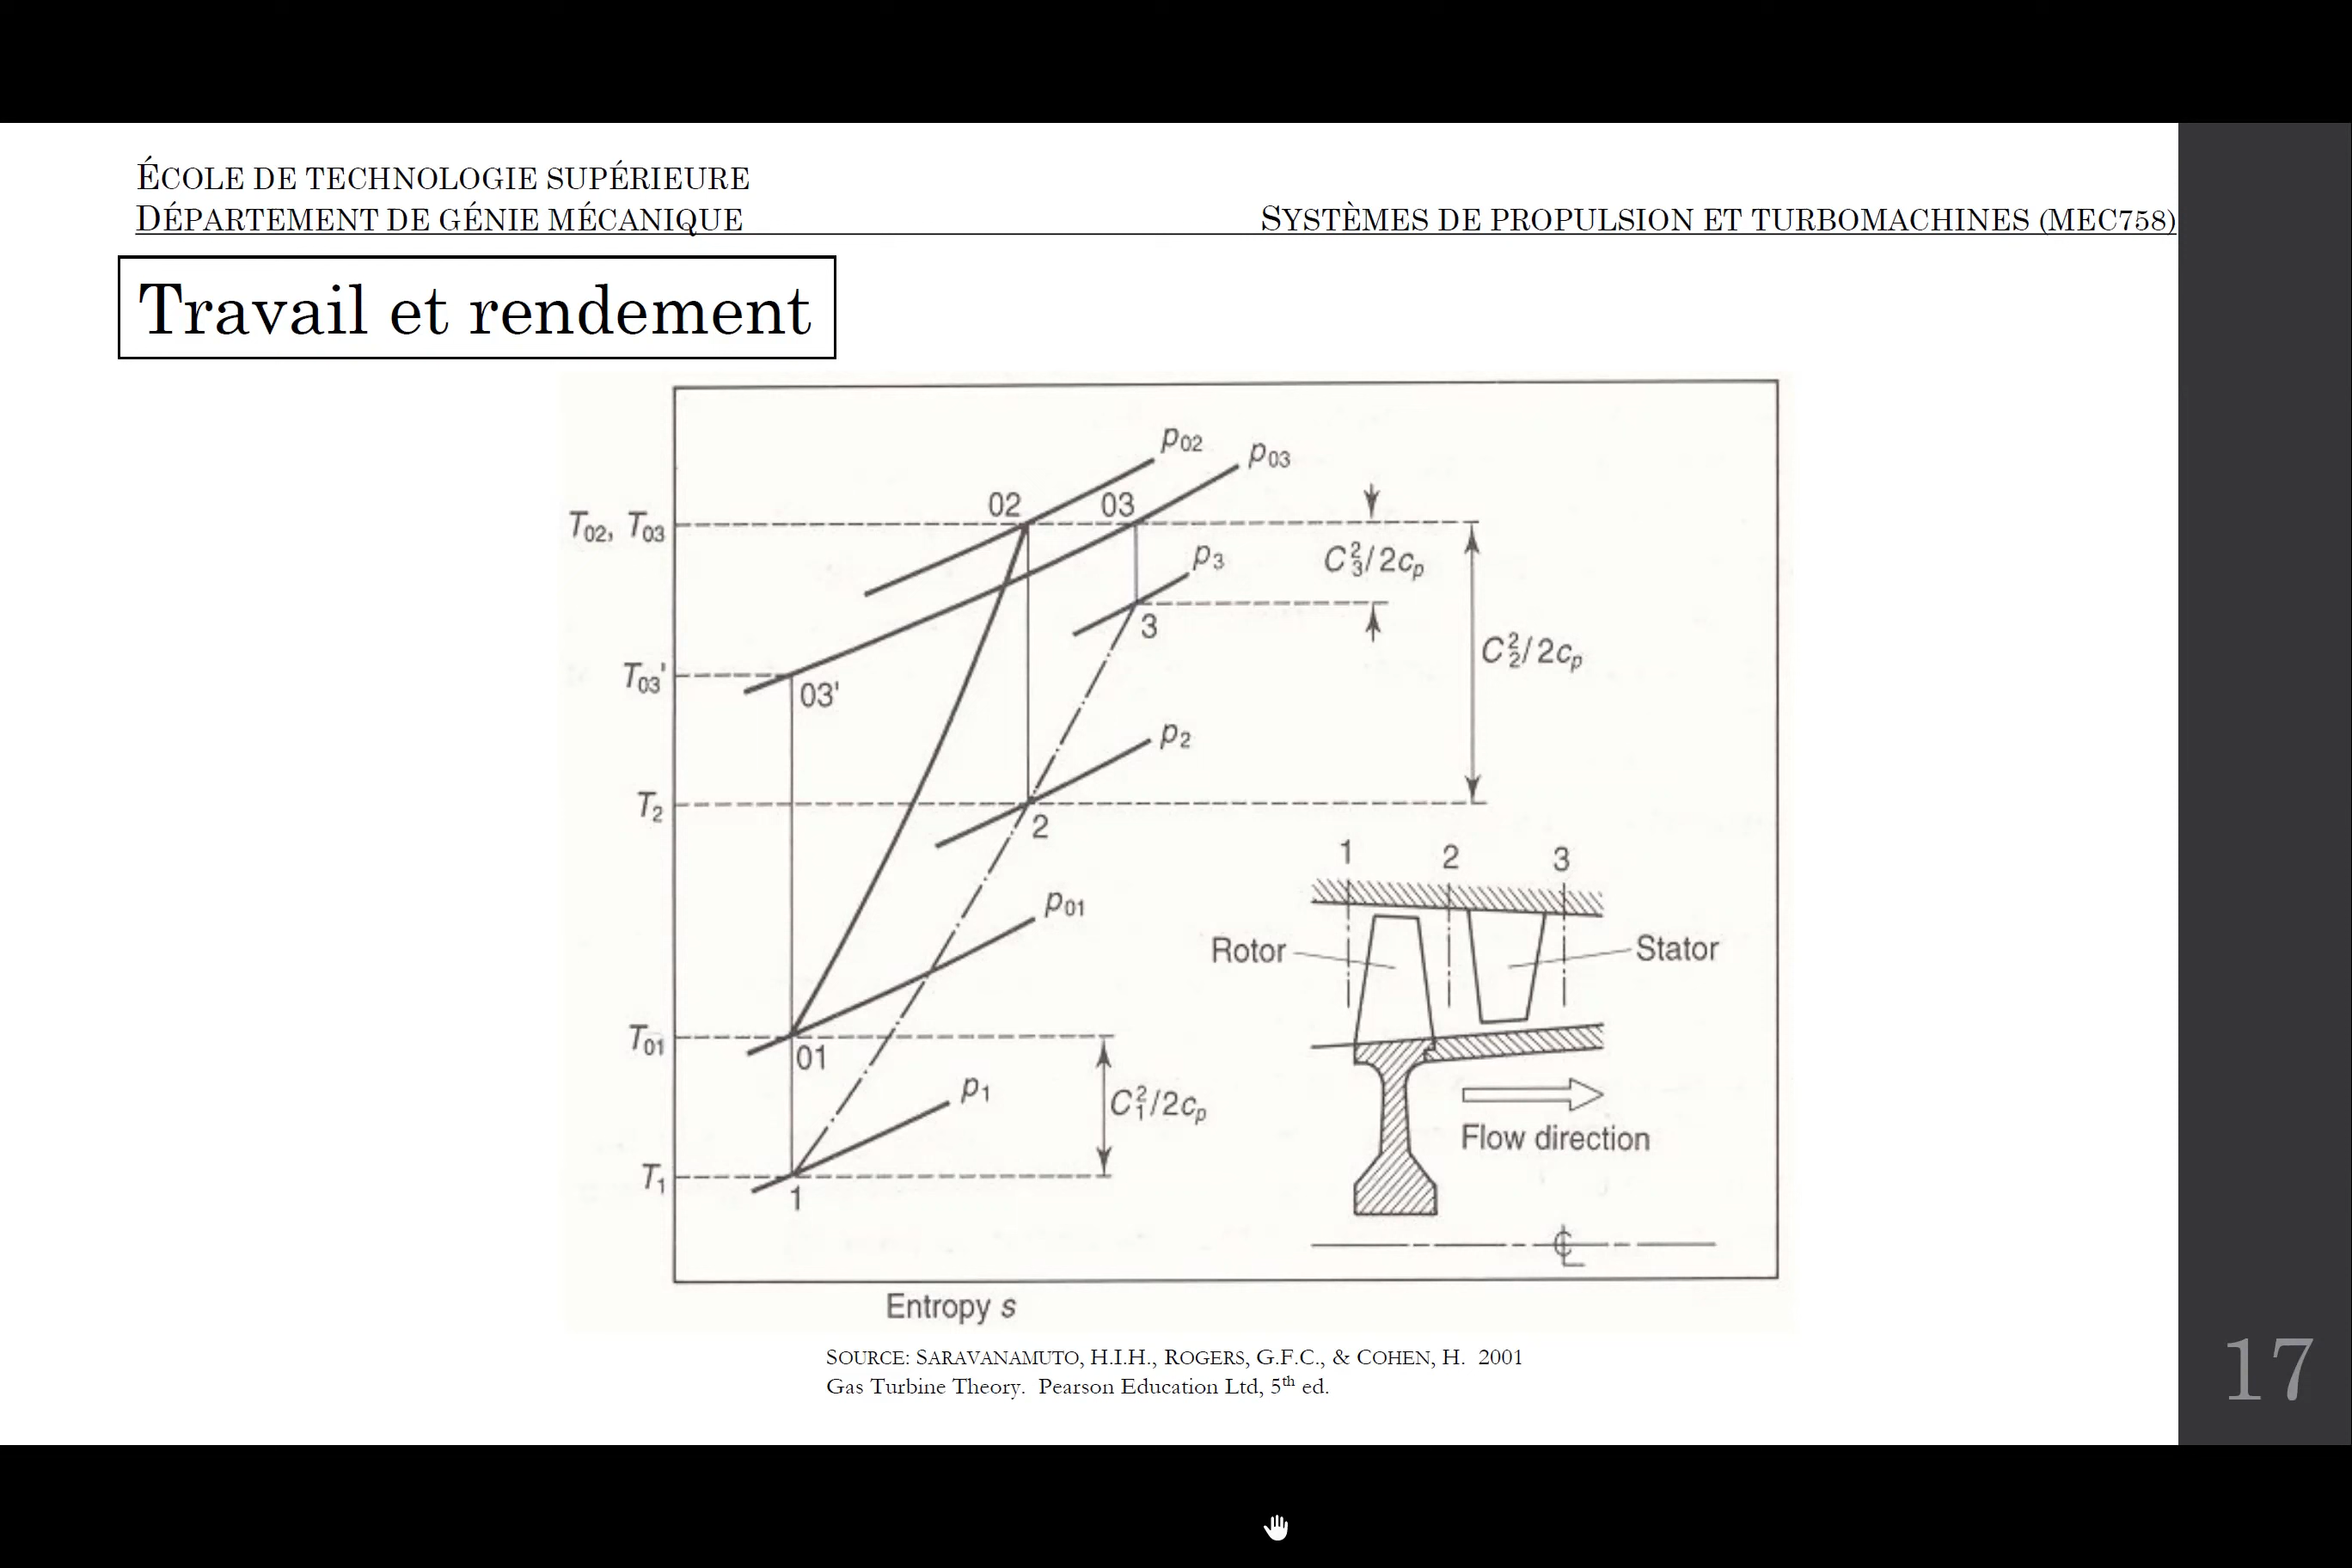 ÉCOLE DE TECHNOLOGIE SUPÉRIEURE
DÉPARTEMENT DE GÉNIE MÉCANIQUE
SYSTÈMES DE PROPULSION ET TURBOMACHINES (MEC758)
Travail et rendement
p02
p03
02
03
T02, T03
p3
C3²/2cp
3
C2²/2cp
T03'
03'
p2
T2
2
1
2
3
p01
Rotor
Stator
T01
01
p1
C1²/2cp
Flow direction
T1
1
℄
Entropy s
SOURCE: SARAVANAMUTO, H.I.H., ROGERS, G.F.C., & COHEN, H. 2001
Gas Turbine Theory. Pearson Education Ltd, 5th ed.
17